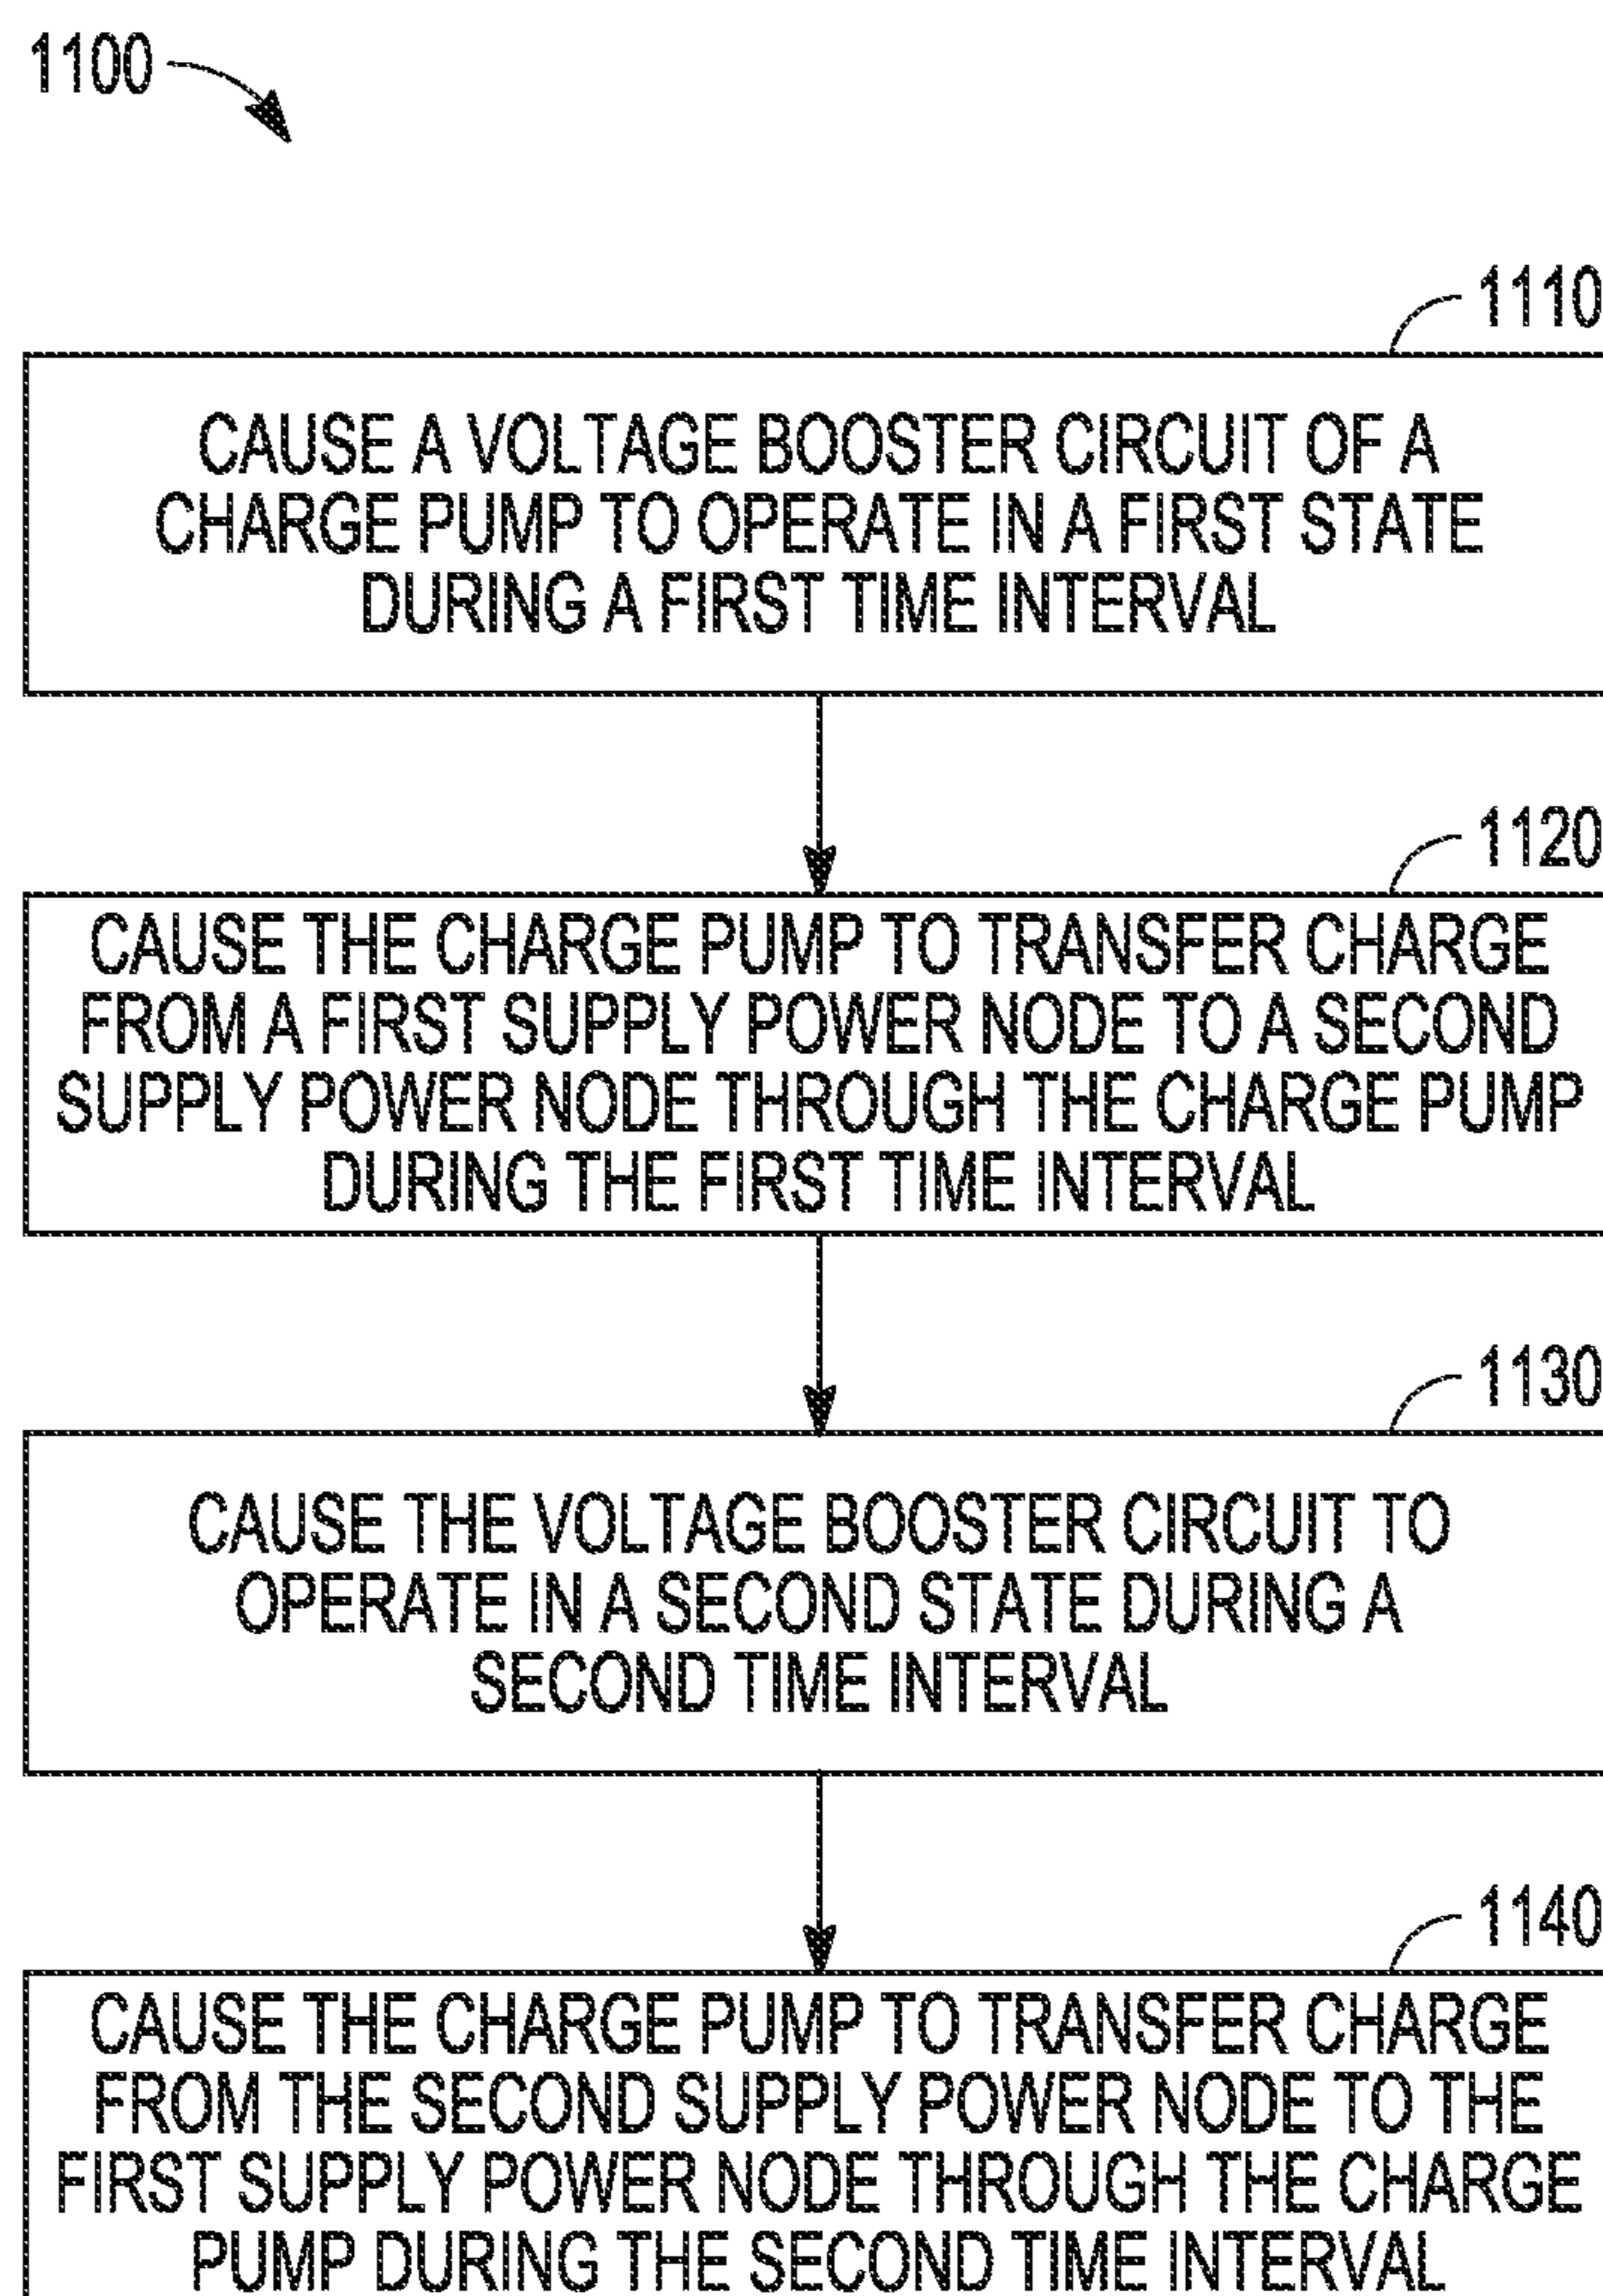 1100
1110
CAUSE A VOLTAGE BOOSTER CIRCUIT OF A
CHARGE PUMP TO OPERATE IN A FIRST STATE
DURING A FIRST TIME INTERVAL
1120
CAUSE THE CHARGE PUMP TO TRANSFER CHARGE
FROM A FIRST SUPPLY POWER NODE TO A SECOND
SUPPLY POWER NODE THROUGH THE CHARGE PUMP
DURING THE FIRST TIME INTERVAL
1130
CAUSE THE VOLTAGE BOOSTER CIRCUIT TO
OPERATE IN A SECOND STATE DURING A
SECOND TIME INTERVAL
1140
CAUSE THE CHARGE PUMP TO TRANSFER CHARGE
FROM THE SECOND SUPPLY POWER NODE TO THE
FIRST SUPPLY POWER NODE THROUGH THE CHARGE
PUMP DURING THE SECOND TIME INTERVAL